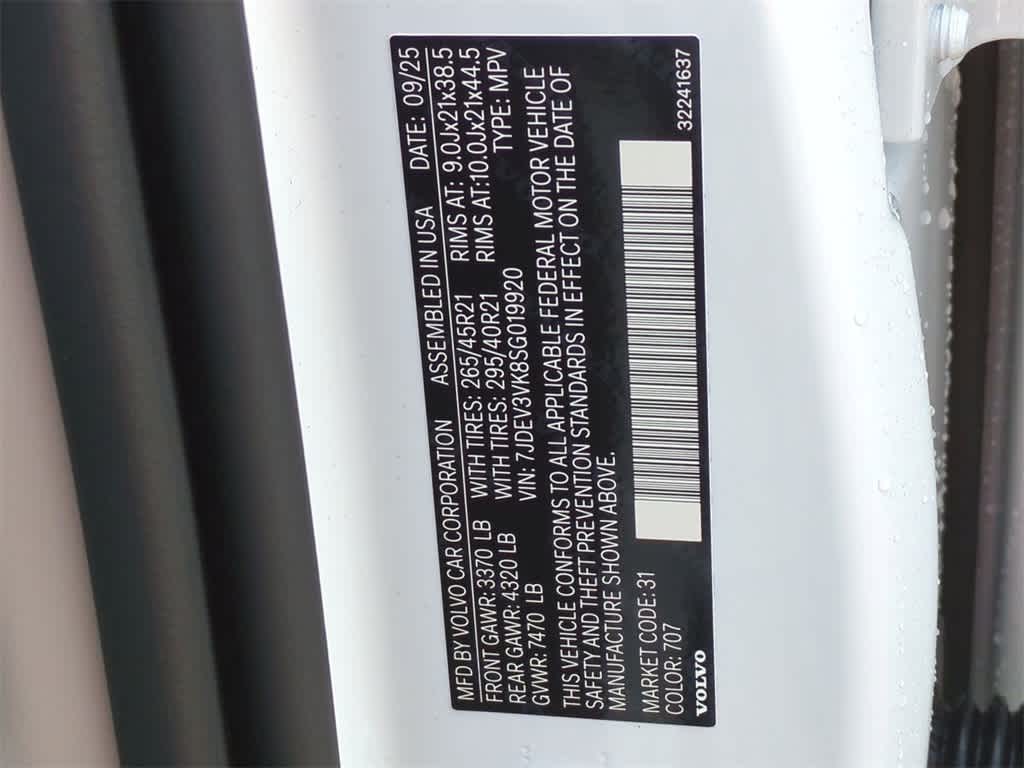 MFD BY VOLVO CAR CORPORATION ASSEMBLED IN USA DATE: 09/25
FRONT GAWR: 3370 LB WITH TIRES: 265/45R21 RIMS AT: 9.0Jx21x38.5
REAR GAWR: 4320 LB WITH TIRES: 295/40R21 RIMS AT:10.0Jx21x44.5
GVWR: 7470 LB VIN: 7JDEV3VK8SG019920 TYPE: MPV
THIS VEHICLE CONFORMS TO ALL APPLICABLE FEDERAL MOTOR VEHICLE
SAFETY AND THEFT PREVENTION STANDARDS IN EFFECT ON THE DATE OF
MANUFACTURE SHOWN ABOVE.
MARKET CODE: 31
COLOR: 707
VOLVO
32241637